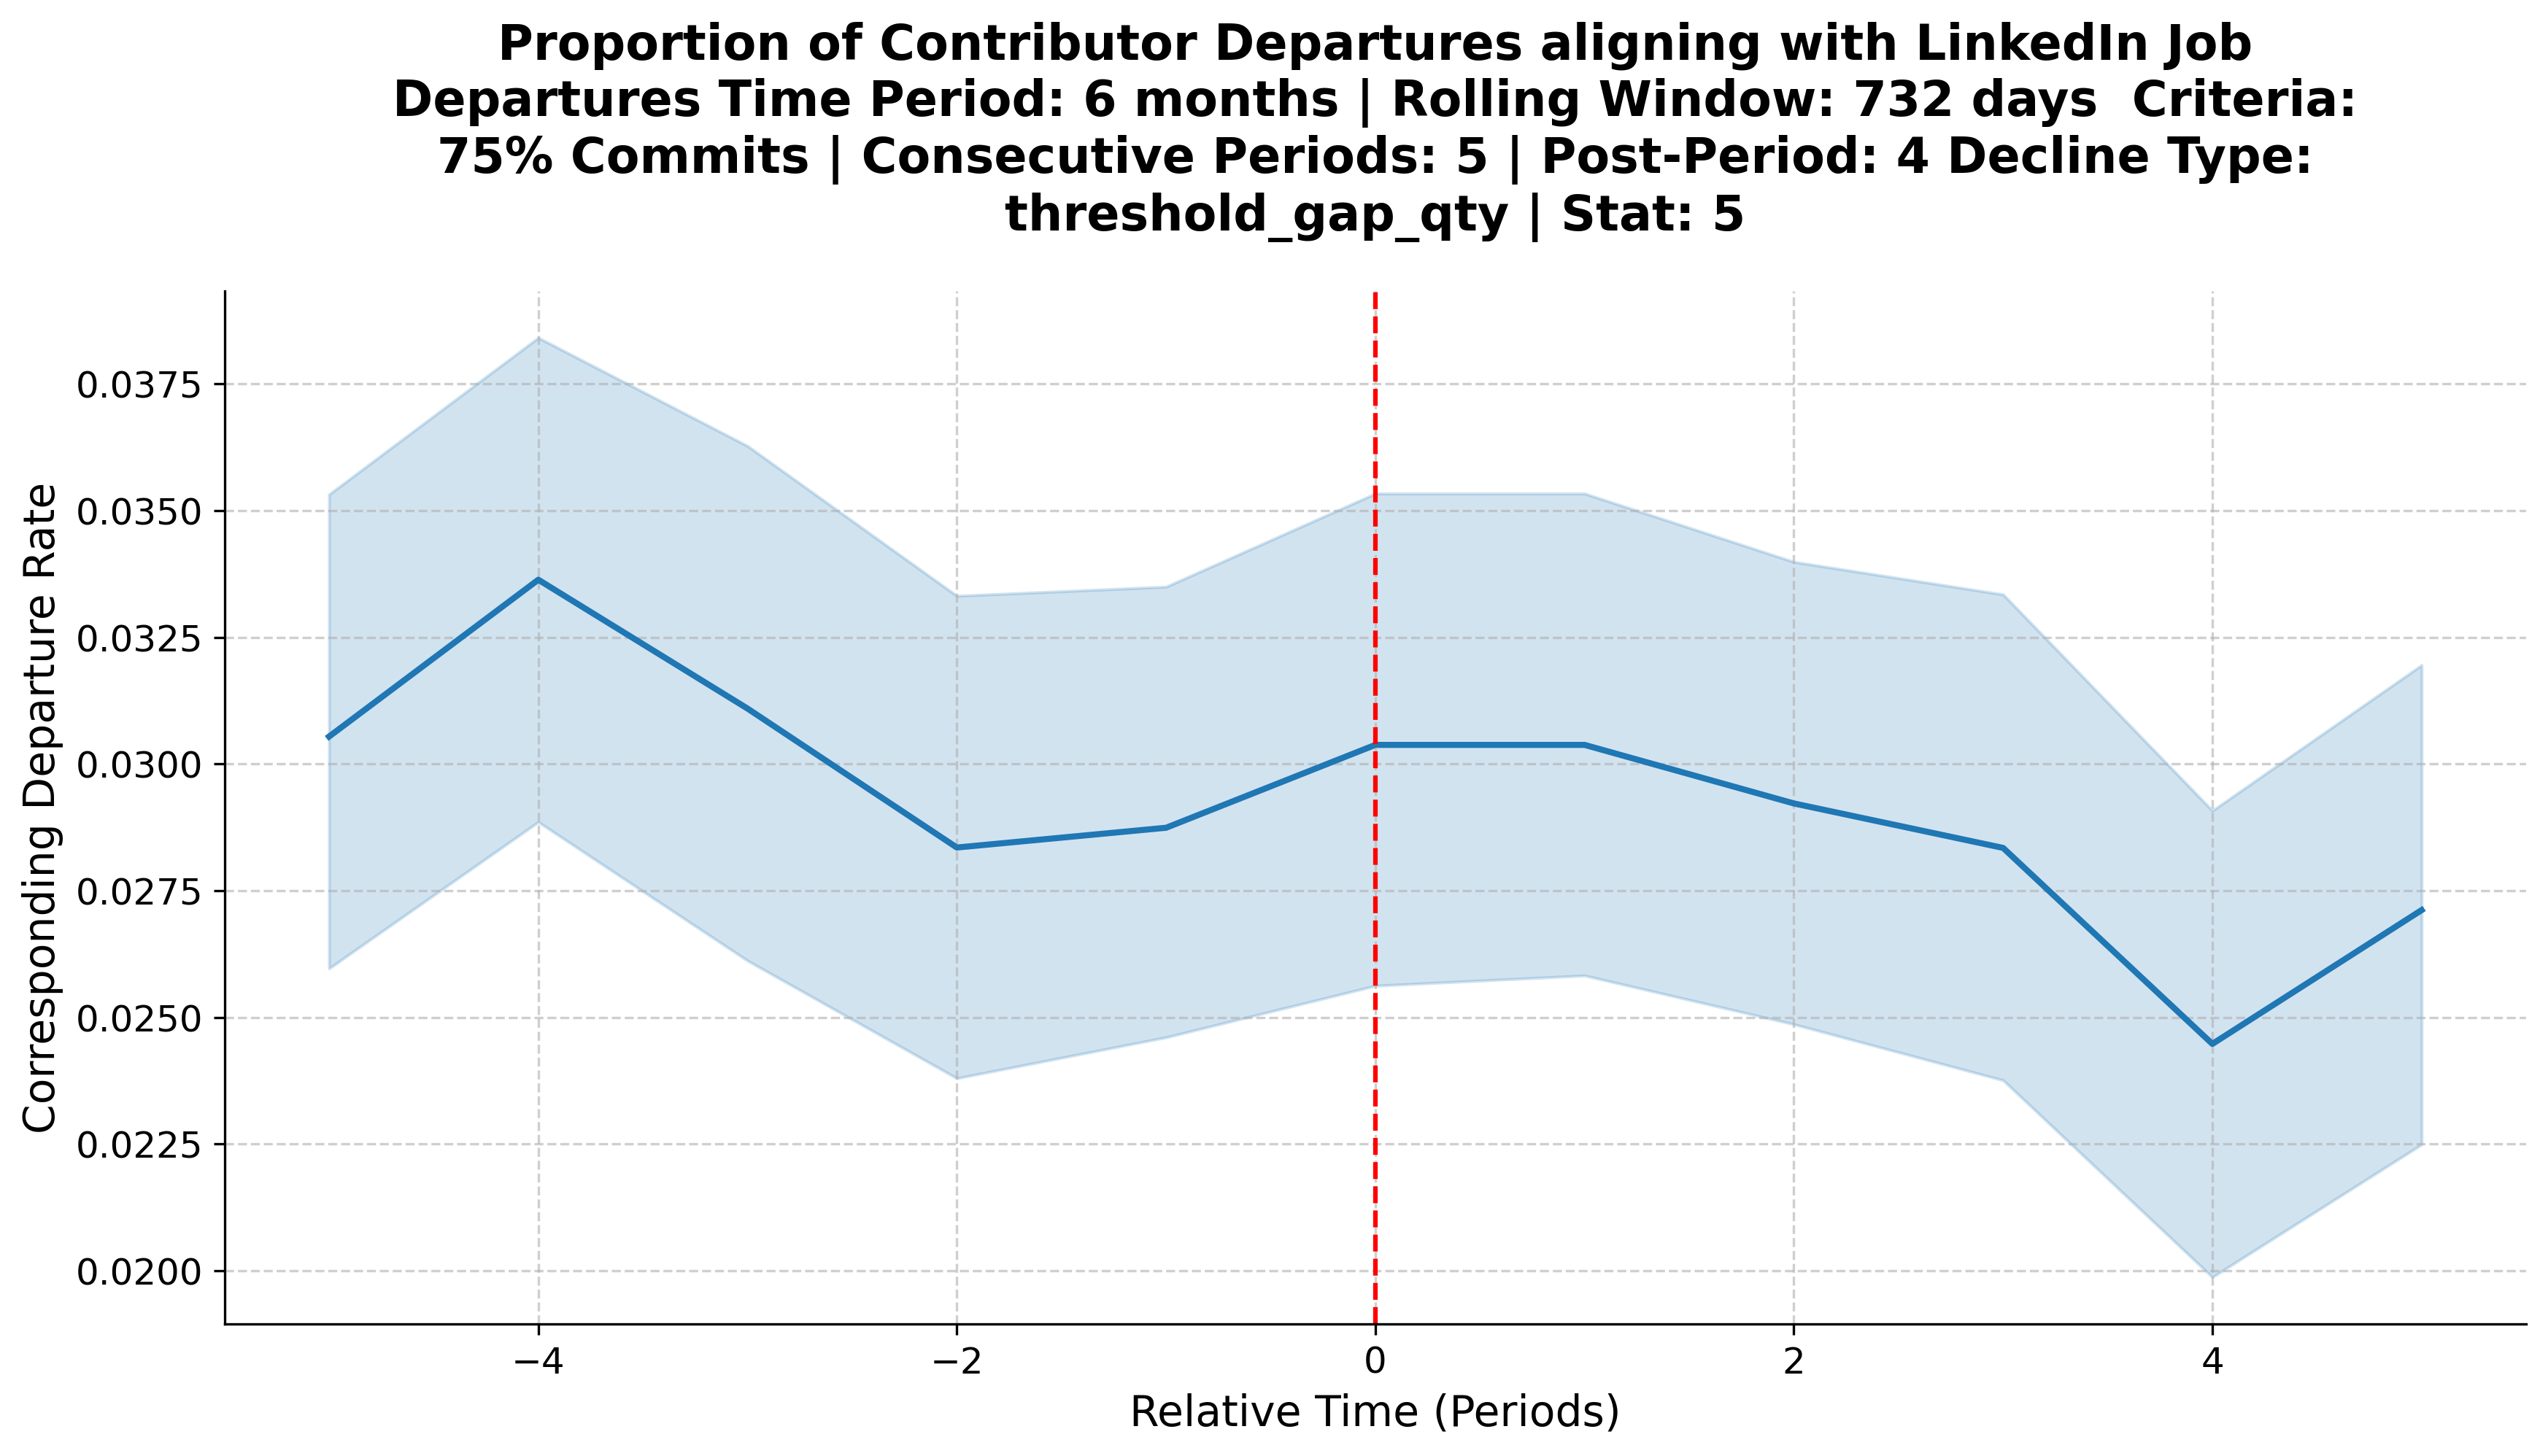 Proportion of Contributor Departures aligning with LinkedIn Job
Departures Time Period: 6 months | Rolling Window: 732 days  Criteria:
75% Commits | Consecutive Periods: 5 | Post-Period: 4 Decline Type:
threshold_gap_qty | Stat: 5
Corresponding Departure Rate
0.0375
0.0350
0.0325
0.0300
0.0275
0.0250
0.0225
0.0200
−4
−2
0
2
4
Relative Time (Periods)